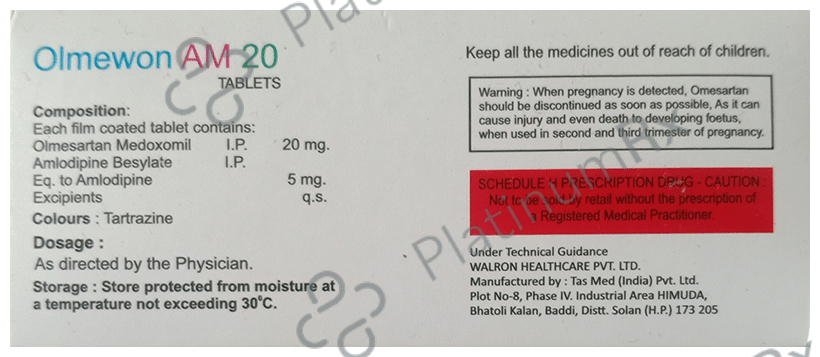 Olmewon AM 20
TABLETS
Composition:
Each film coated tablet contains:
Olmesartan Medoxomil I.P. 20 mg.
Amlodipine Besylate I.P.
Eq. to Amlodipine 5 mg.
Excipients q.s.
Colours : Tartrazine
Dosage :
As directed by the Physician.
Storage : Store protected from moisture at
a temperature not exceeding 30°C.
Keep all the medicines out of reach of children.
Warning : When pregnancy is detected, Omesartan
should be discontinued as soon as possible, As it can
cause injury and even death to developing foetus,
when used in second and third trimester of pregnancy.
SCHEDULE H PRESCRIPTION DRUG - CAUTION :
Not to be sold by retail without the prescription of
a Registered Medical Practitioner.
Under Technical Guidance
WALRON HEALTHCARE PVT. LTD.
Manufactured by : Tas Med (India) Pvt. Ltd.
Plot No-8, Phase IV. Industrial Area HIMUDA,
Bhatoli Kalan, Baddi, Distt. Solan (H.P.) 173 205
PlatinumRx